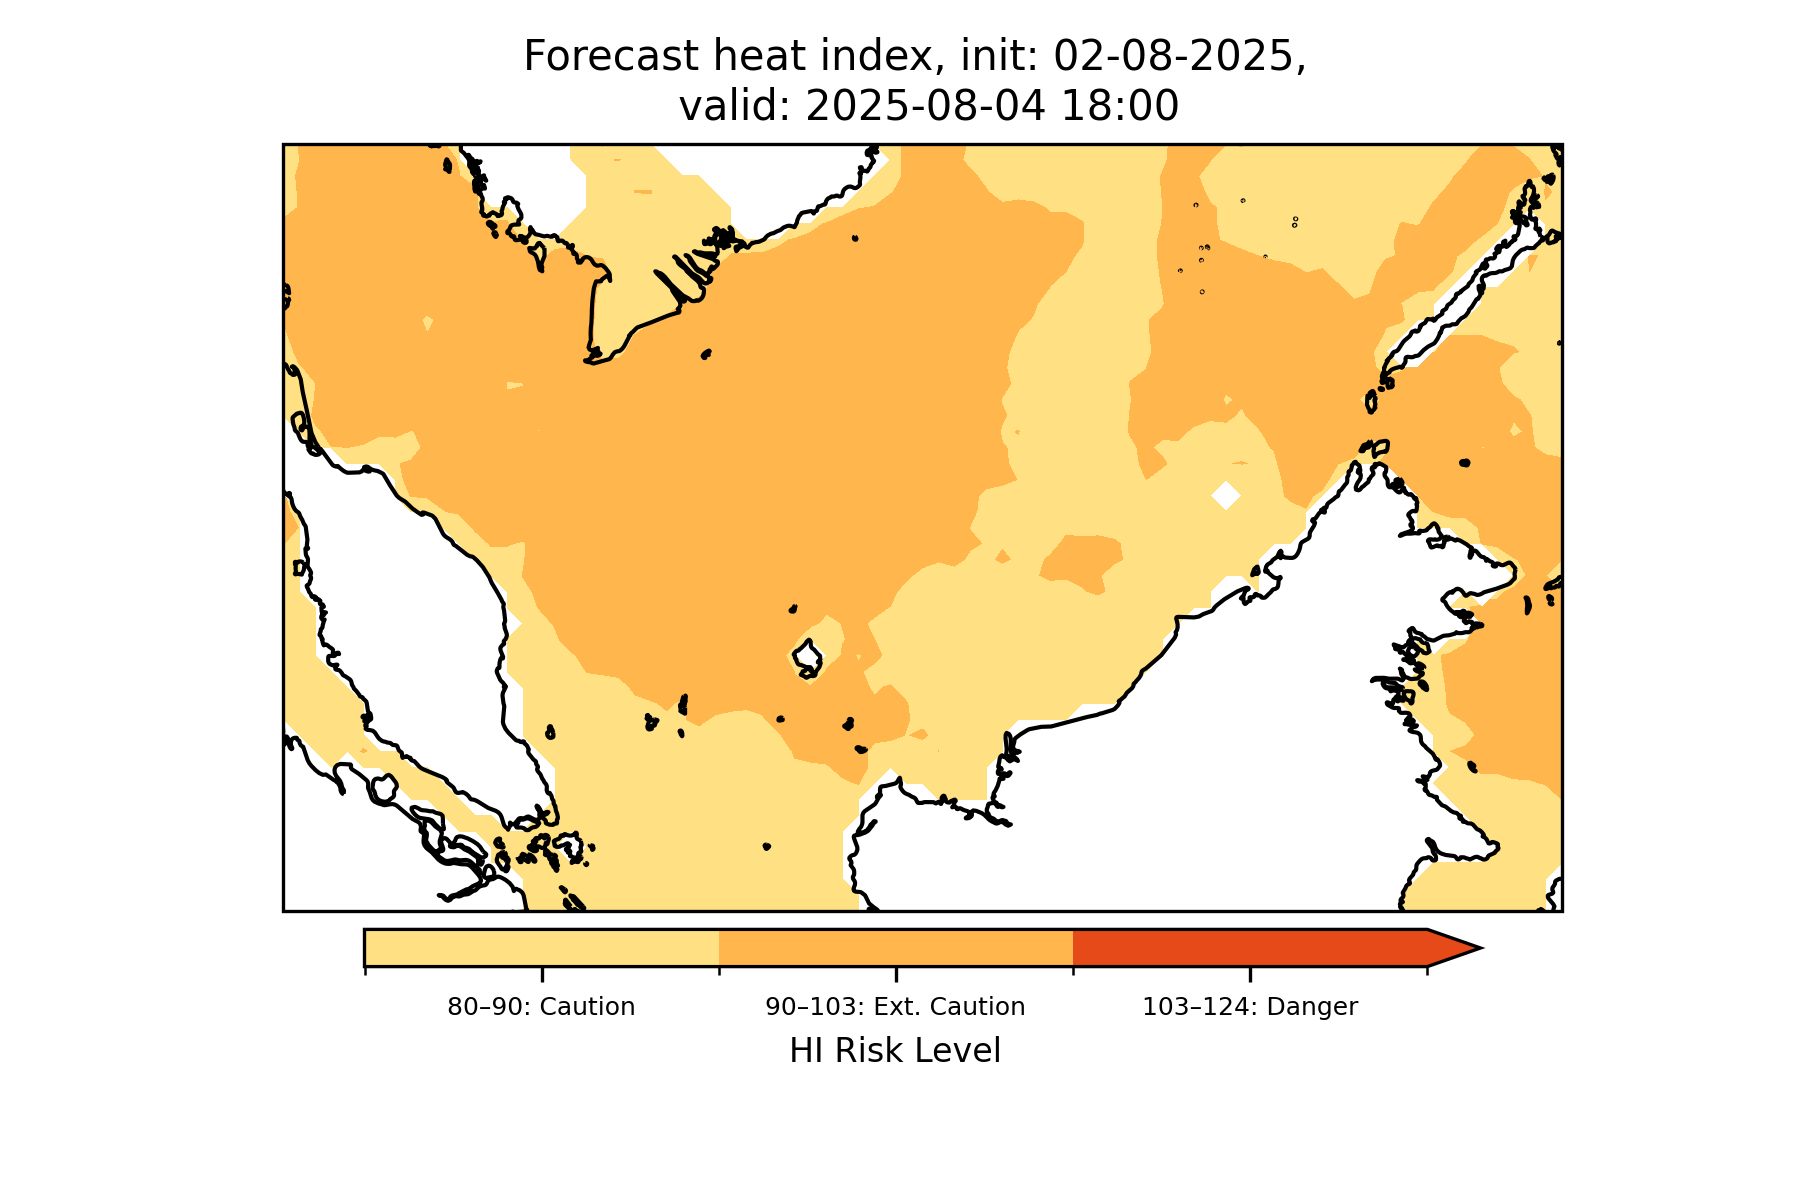 Forecast heat index, init: 02-08-2025,
valid: 2025-08-04 18:00
80–90: Caution
90–103: Ext. Caution
103–124: Danger
HI Risk Level